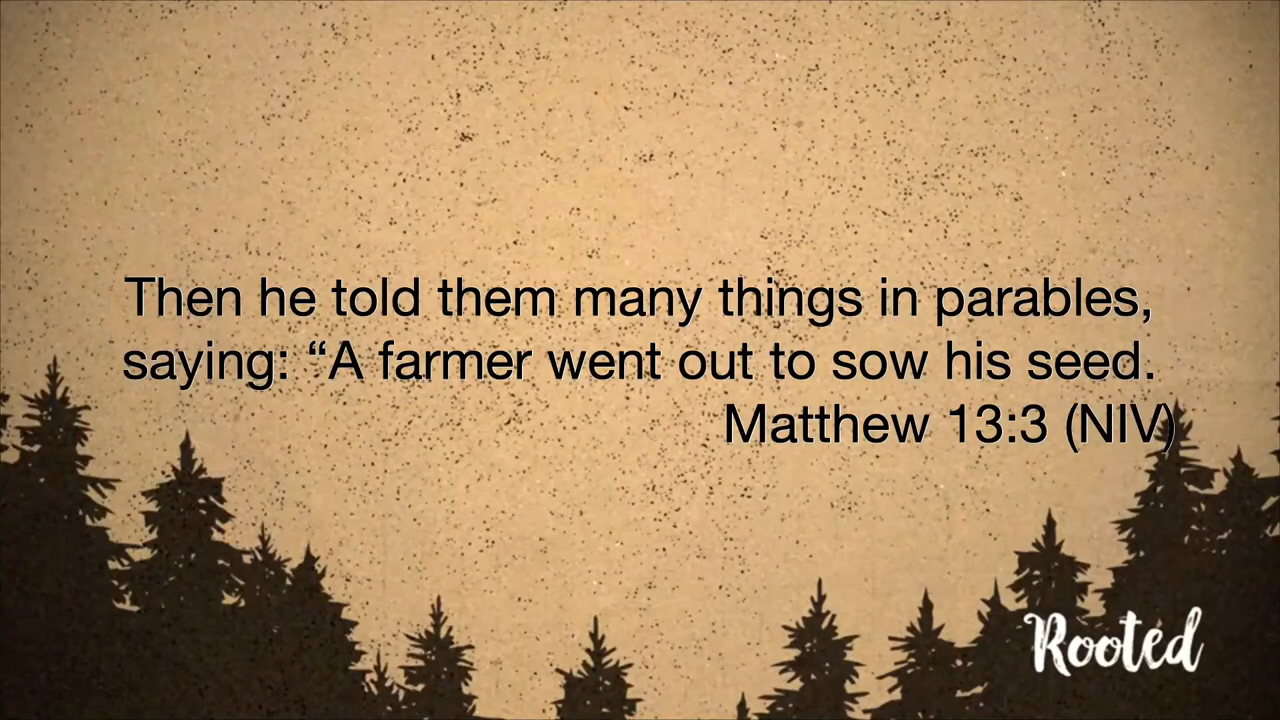 Then he told them many things in parables,
saying: “A farmer went out to sow his seed.
Matthew 13:3 (NIV)
Rooted